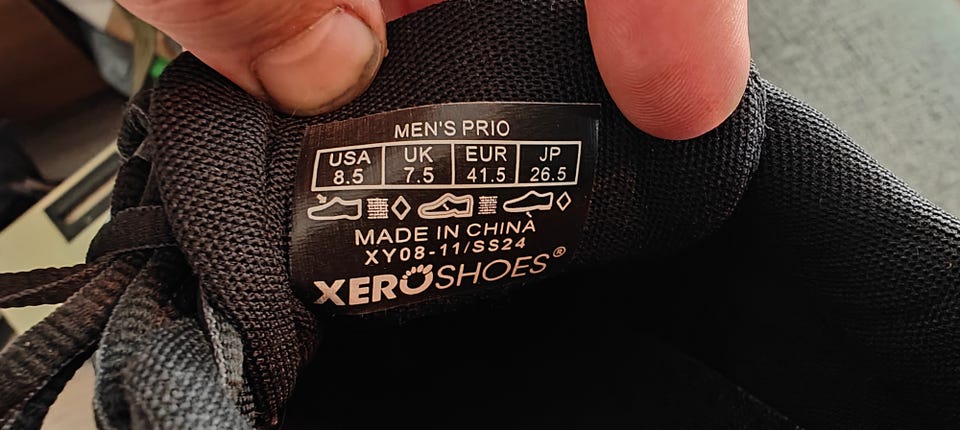 MEN'S PRIO
USA UK EUR JP
8.5 7.5 41.5 26.5
MADE IN CHINA
XY08-11/SS24
XEROSHOES®